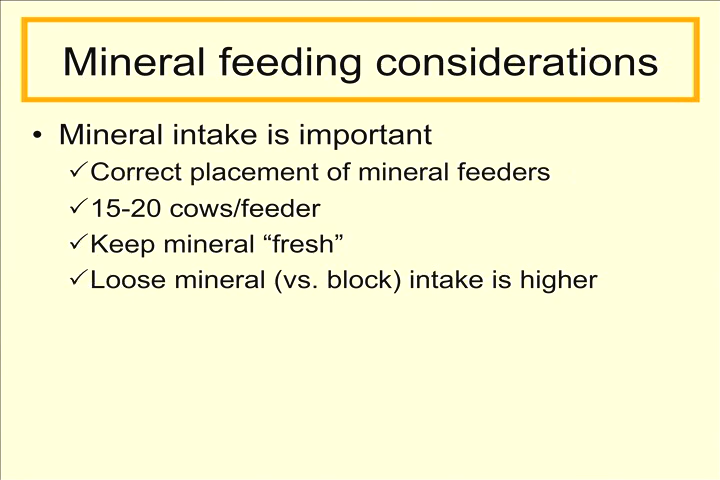 Mineral feeding considerations
• Mineral intake is important
✓Correct placement of mineral feeders
✓15-20 cows/feeder
✓Keep mineral “fresh”
✓Loose mineral (vs. block) intake is higher